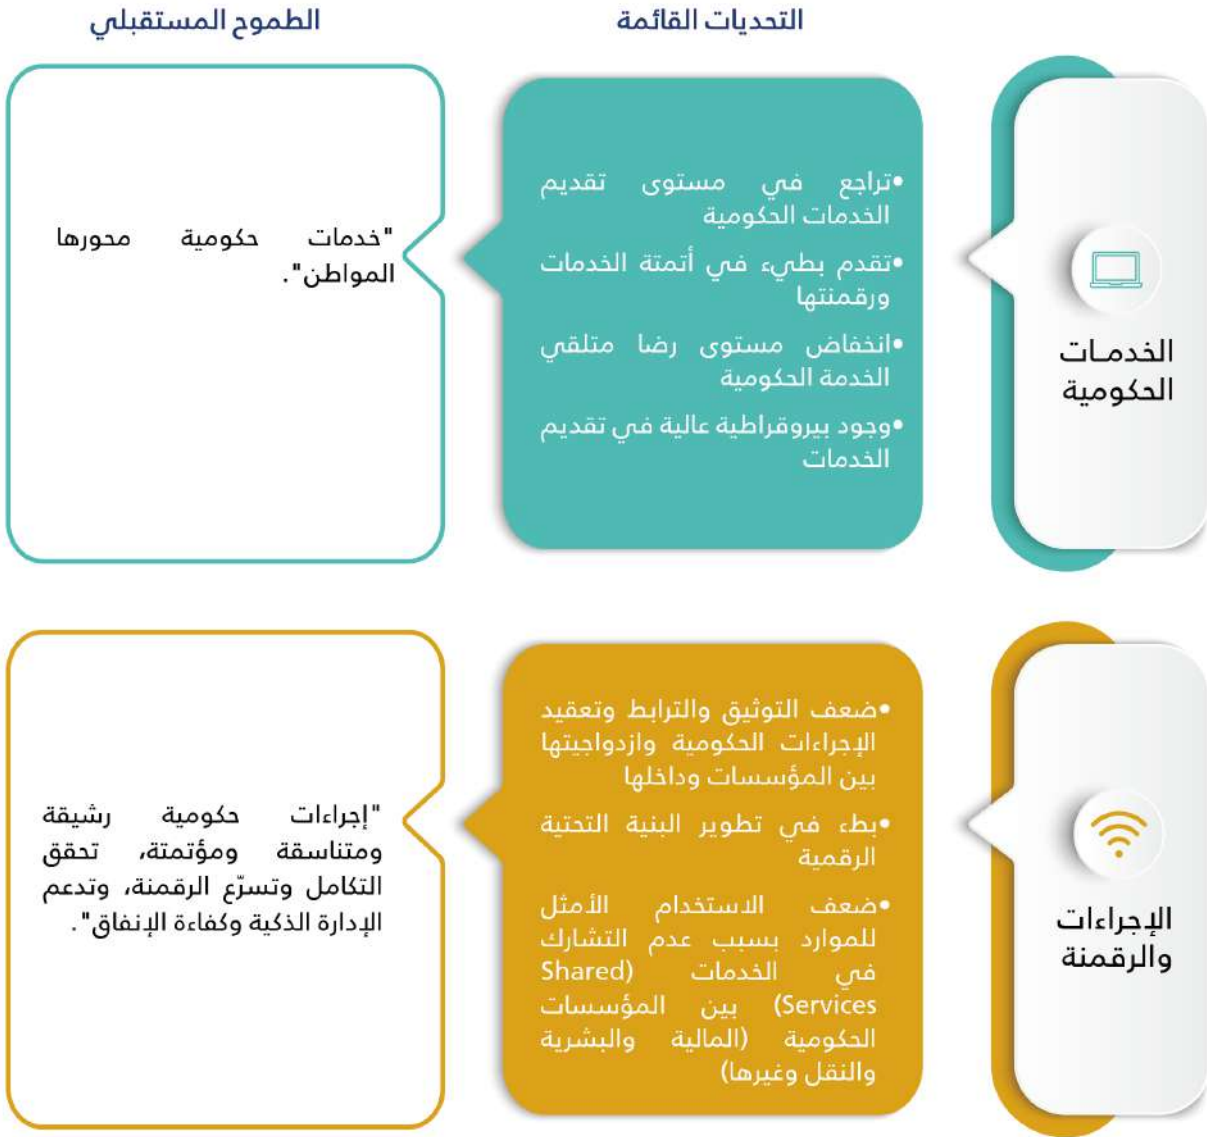 التحديات القائمة
الطموح المستقبلي
الخدمـات
الحكومية
•تراجع في مستوى تقديم
الخدمات الحكومية
•تقدم بطيء في أتمتة الخدمات
ورقمنتها
•انخفاض مستوى رضا متلقي
الخدمة الحكومية
•وجود بيروقراطية عالية في تقديم
الخدمات
"خدمات حكومية محورها
المواطن".
الإجراءات
والرقمنة
•ضعف التوثيق والترابط وتعقيد
الإجراءات الحكومية وازدواجيتها
بين المؤسسات وداخلها
•بطء في تطوير البنية التحتية
الرقمية
•ضعف الاستخدام الأمثل
للموارد بسبب عدم التشارك
في الخدمات (Shared
Services) بين المؤسسات
الحكومية (المالية والبشرية
والنقل وغيرها)
"إجراءات حكومية رشيقة
ومتناسقة ومؤتمتة، تحقق
التكامل وتسرّع الرقمنة، وتدعم
الإدارة الذكية وكفاءة الإنفاق".